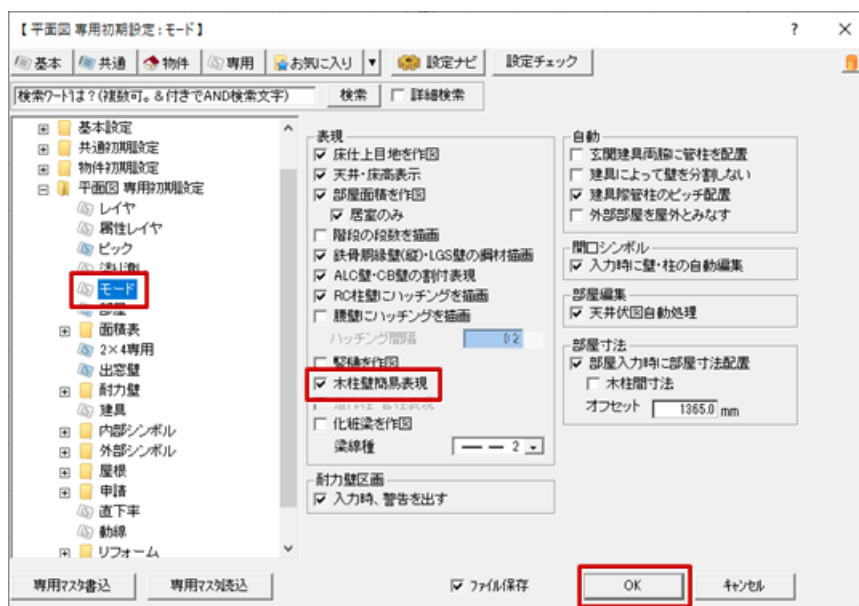 【 平面図 専用初期設定 : モード 】
基本 共通 物件 専用 お気に入り 設定ナビ 設定チェック
検索ワードは？(複数可。&付きでAND検索文字) 検索 詳細検索
基本設定
共通初期設定
物件初期設定
平面図 専用初期設定
レイヤ
属性レイヤ
ピック
モード
部屋
面積表
2×4専用
出窓壁
耐力壁
建具
内部シンボル
外部シンボル
屋根
申請
直下率
動線
リフォーム
表現
床仕上目地を作図
天井・床高表示
部屋面積を作図
居室のみ
階段の段数を描画
鉄骨胴縁壁(縦)・LGS壁の鋼材描画
ALC壁・CB壁の割付表現
RC柱壁にハッチングを描画
腰壁にハッチングを描画
ハッチング間隔 0.2
竪樋を作図
木柱壁簡易表現
化粧梁を作図
梁線種 2
耐力壁区画
入力時、警告を出す
自動
玄関建具両脇に管柱を配置
建具によって壁を分割しない
建具際管柱のピッチ配置
外部部屋を屋外とみなす
開口シンボル
入力時に壁・柱の自動編集
部屋編集
天井伏図自動処理
部屋寸法
部屋入力時に部屋寸法配置
木柱間寸法
オフセット 1365.0 mm
専用マスタ書込 専用マスタ読込 ファイル保存 OK キャンセル